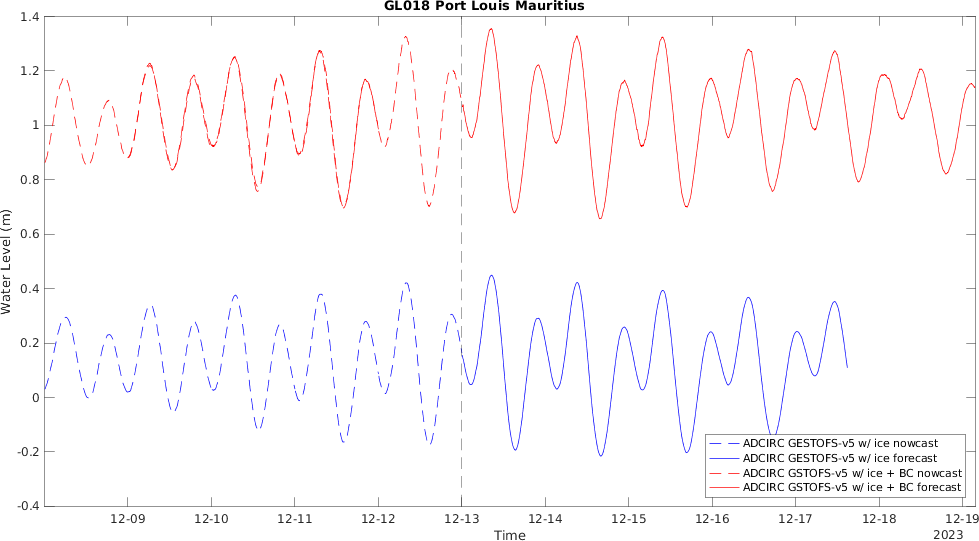 GL018 Port Louis Mauritius
1.4
1.2
1
0.8
0.6
0.4
0.2
0
-0.2
-0.4
Water Level (m)
ADCIRC GESTOFS-v5 w/ ice nowcast
ADCIRC GESTOFS-v5 w/ ice forecast
ADCIRC GSTOFS-v5 w/ ice + BC nowcast
ADCIRC GSTOFS-v5 w/ ice + BC forecast
12-09 12-10 12-11 12-12 12-13 12-14 12-15 12-16 12-17 12-18 12-19
Time
2023